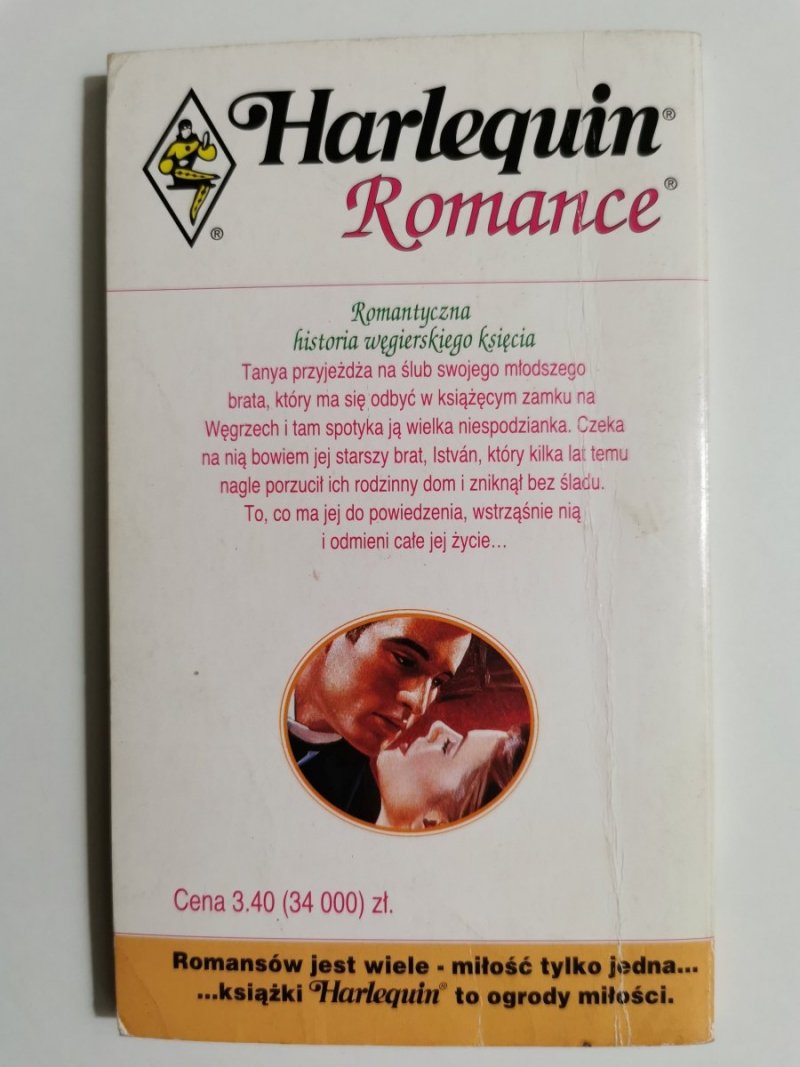 Harlequin®
Romance®
®
Romantyczna
historia węgierskiego księcia
Tanya przyjeżdża na ślub swojego młodszego
brata, który ma się odbyć w książęcym zamku na
Węgrzech i tam spotyka ją wielka niespodzianka. Czeka
na nią bowiem jej starszy brat, István, który kilka lat temu
nagle porzucił ich rodzinny dom i zniknął bez śladu.
To, co ma jej do powiedzenia, wstrząśnie nią
i odmieni całe jej życie...
Cena 3.40 (34 000) zł.
Romansów jest wiele - miłość tylko jedna...
...książki Harlequin® to ogrody miłości.